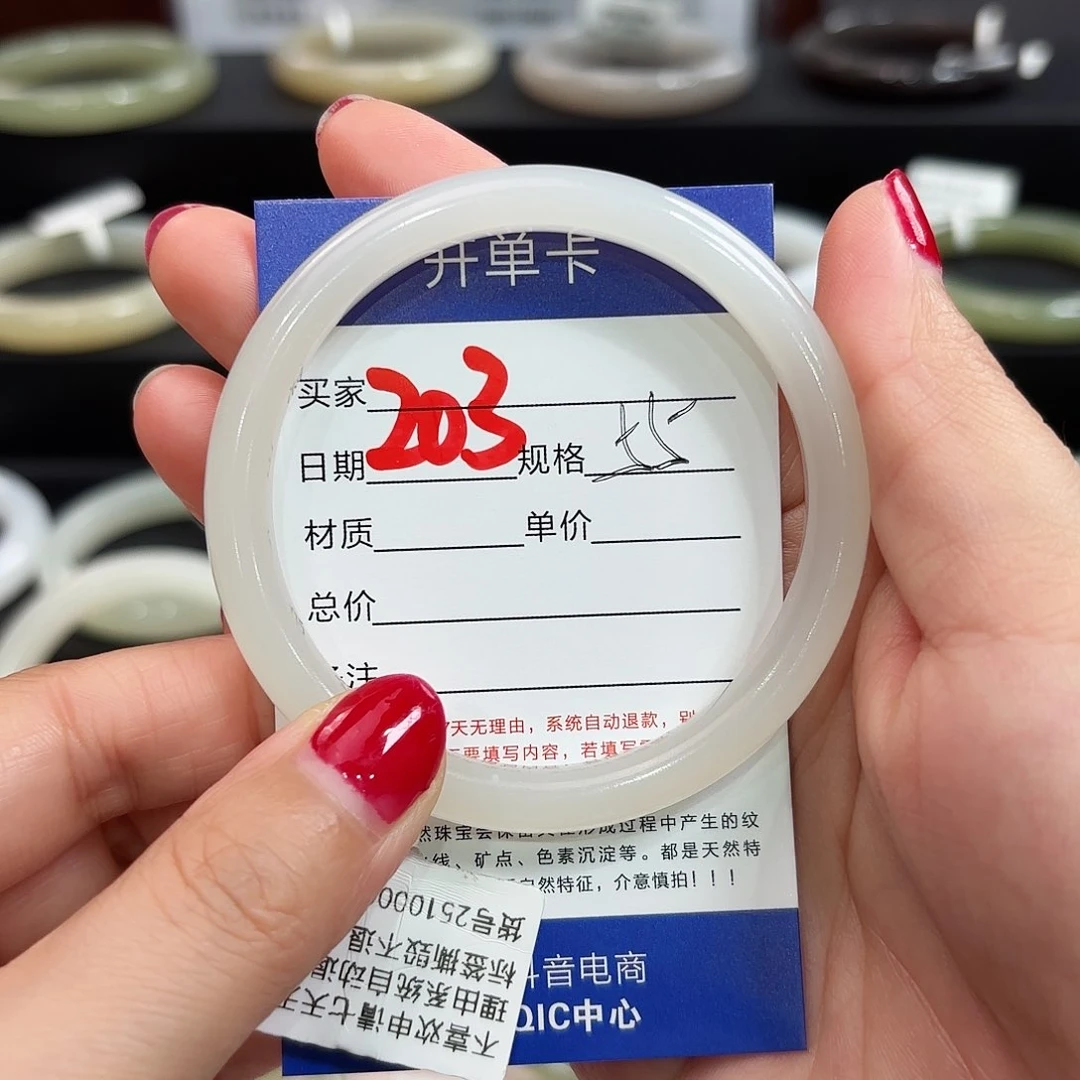 开单卡
买家
203
日期 规格
材质 单价
总价
注
7天无理由，系统自动退款，别
要填写内容，若填写
然珠宝会保留其在形成过程中产生的纹
线、矿点、色素沉淀等。都是天然特
自然特征，介意慎拍！！！
抖音电商
QIC中心
货号251000
标签撕毁不退
理由系统自动退
不喜欢申请七天无